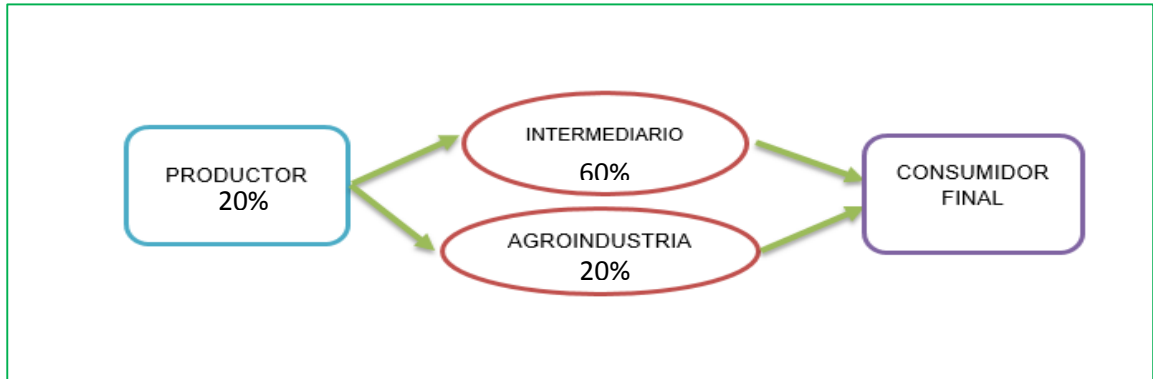 PRODUCTOR
20%
INTERMEDIARIO
60%
AGROINDUSTRIA
20%
CONSUMIDOR
FINAL